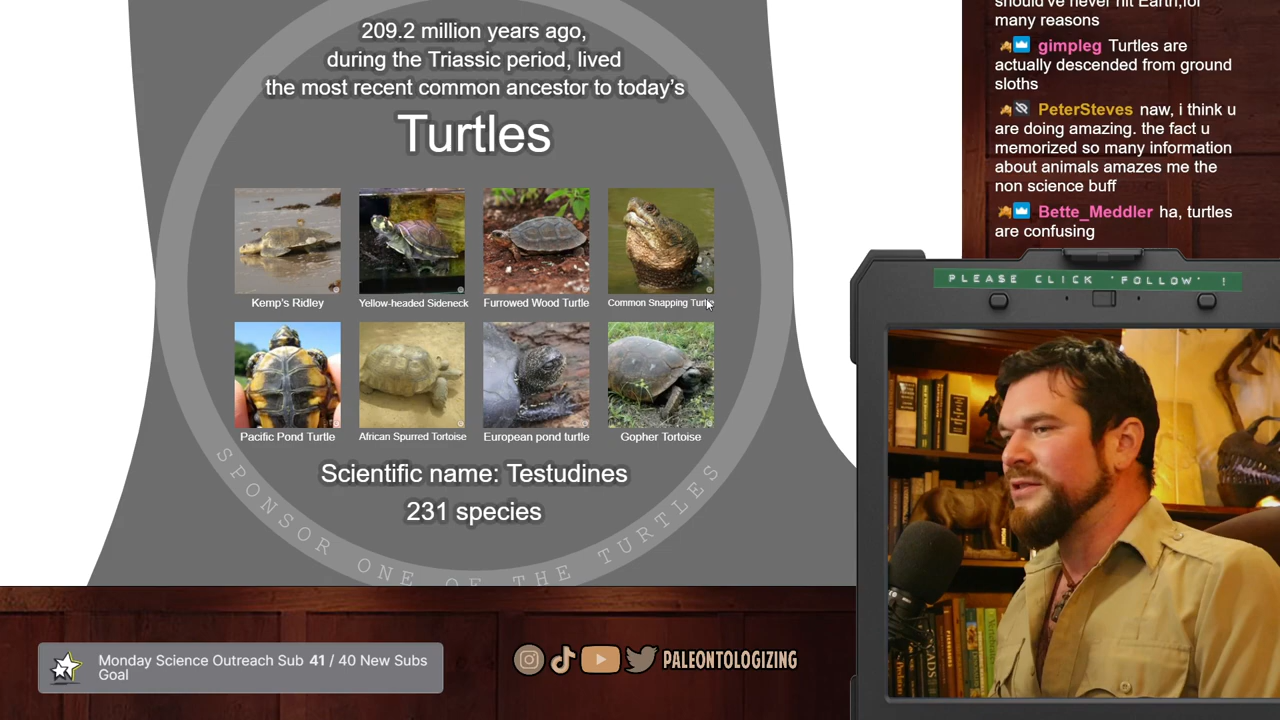 209.2 million years ago,
during the Triassic period, lived
the most recent common ancestor to today's
Turtles
Kemp's Ridley
Yellow-headed Sideneck
Furrowed Wood Turtle
Common Snapping Turtle
Pacific Pond Turtle
African Spurred Tortoise
European pond turtle
Gopher Tortoise
Scientific name: Testudines
231 species
SPONSOR ONE OF THE TURTLES
should've never hit Earth,for
many reasons
gimpleg Turtles are
actually descended from ground
sloths
PeterSteves naw, i think u
are doing amazing. the fact u
memorized so many information
about animals amazes me the
non science buff
Bette_Meddler ha, turtles
are confusing
PLEASE CLICK 'FOLLOW' !
Monday Science Outreach Sub 41 / 40 New Subs
Goal
PALEONTOLOGIZING